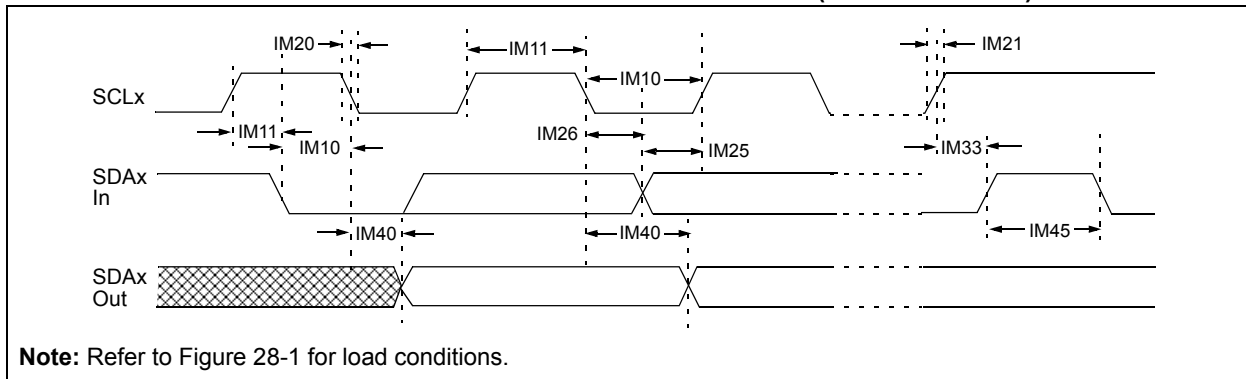 IM20
IM11
IM21
IM10
SCLx
IM11
IM26
IM10
IM25
IM33
SDAx
In
IM40
IM40
IM45
SDAx
Out
Note: Refer to Figure 28-1 for load conditions.